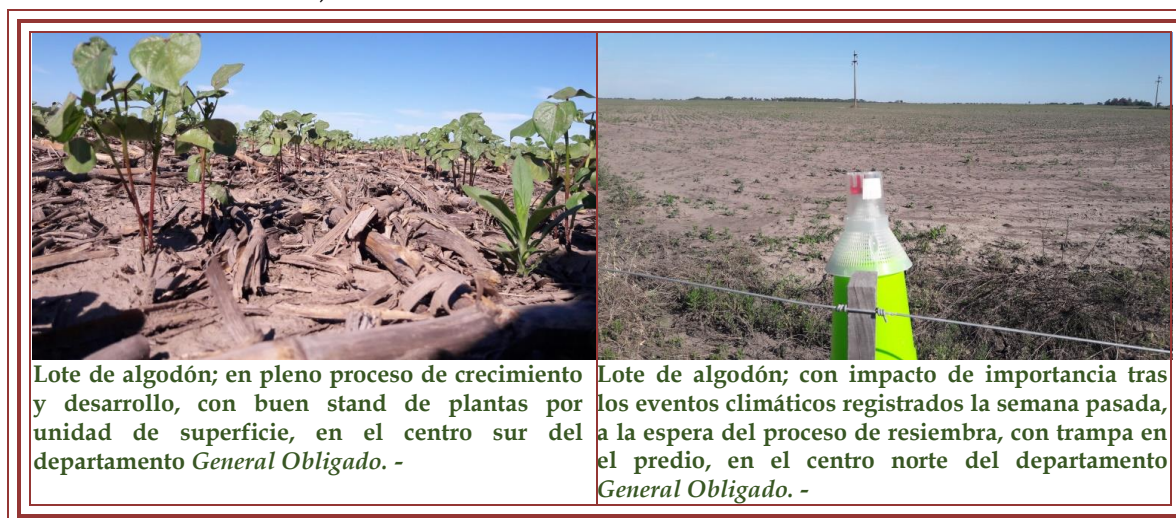 Lote de algodón; en pleno proceso de crecimiento
y desarrollo, con buen stand de plantas por
unidad de superficie, en el centro sur del
departamento General Obligado. -
Lote de algodón; con impacto de importancia tras
los eventos climáticos registrados la semana pasada,
a la espera del proceso de resiembra, con trampa en
el predio, en el centro norte del departamento
General Obligado. -